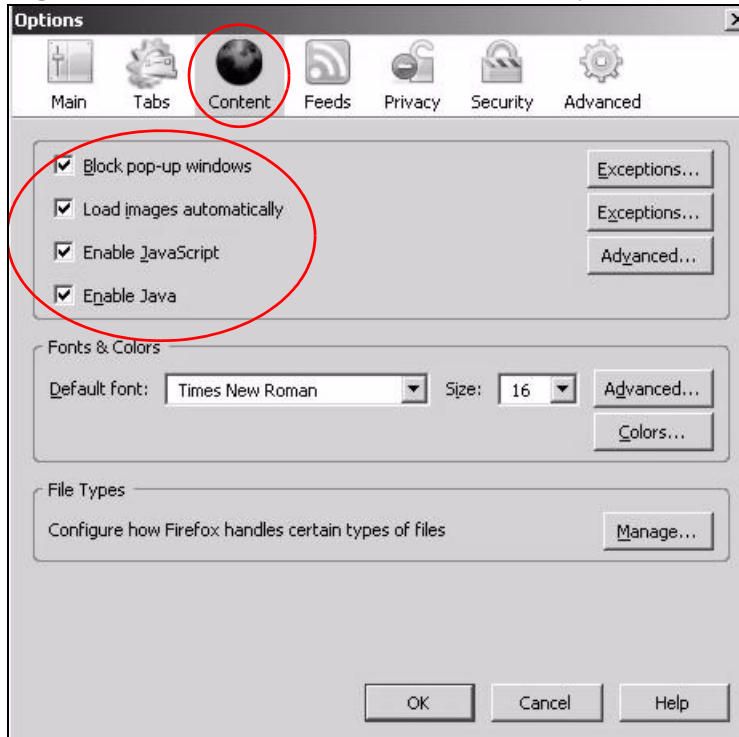 Options
Main Tabs Content Feeds Privacy Security Advanced
Block pop-up windows Exceptions...
Load images automatically Exceptions...
Enable JavaScript Advanced...
Enable Java
Fonts & Colors
Default font: Times New Roman Size: 16 Advanced...
Colors...
File Types
Configure how Firefox handles certain types of files Manage...
OK Cancel Help